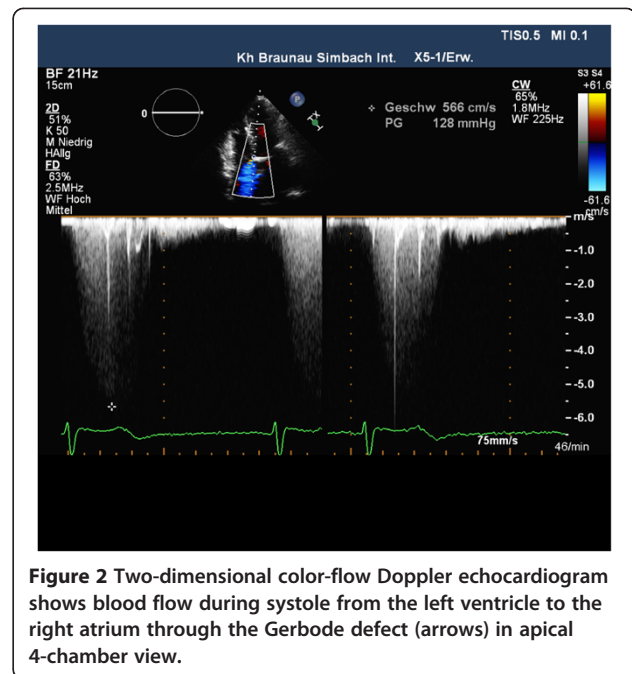 TIS0.5 MI 0.1
Kh Braunau Simbach Int. X5-1/Erw.
BF 21Hz
15cm
2D
51%
K 50
M Niedrig
HAllg
FD
63%
2.5MHz
WF Hoch
Mittel
0
P
Geschw 566 cm/s
PG 128 mmHg
CW
65%
1.8MHz
WF 225Hz
S3 S4
+61.6
-61.6
cm/s
m/s
-1.0
-2.0
-3.0
-4.0
-5.0
-6.0
75mm/s
46/min
Figure 2 Two-dimensional color-flow Doppler echocardiogram
shows blood flow during systole from the left ventricle to the
right atrium through the Gerbode defect (arrows) in apical
4-chamber view.